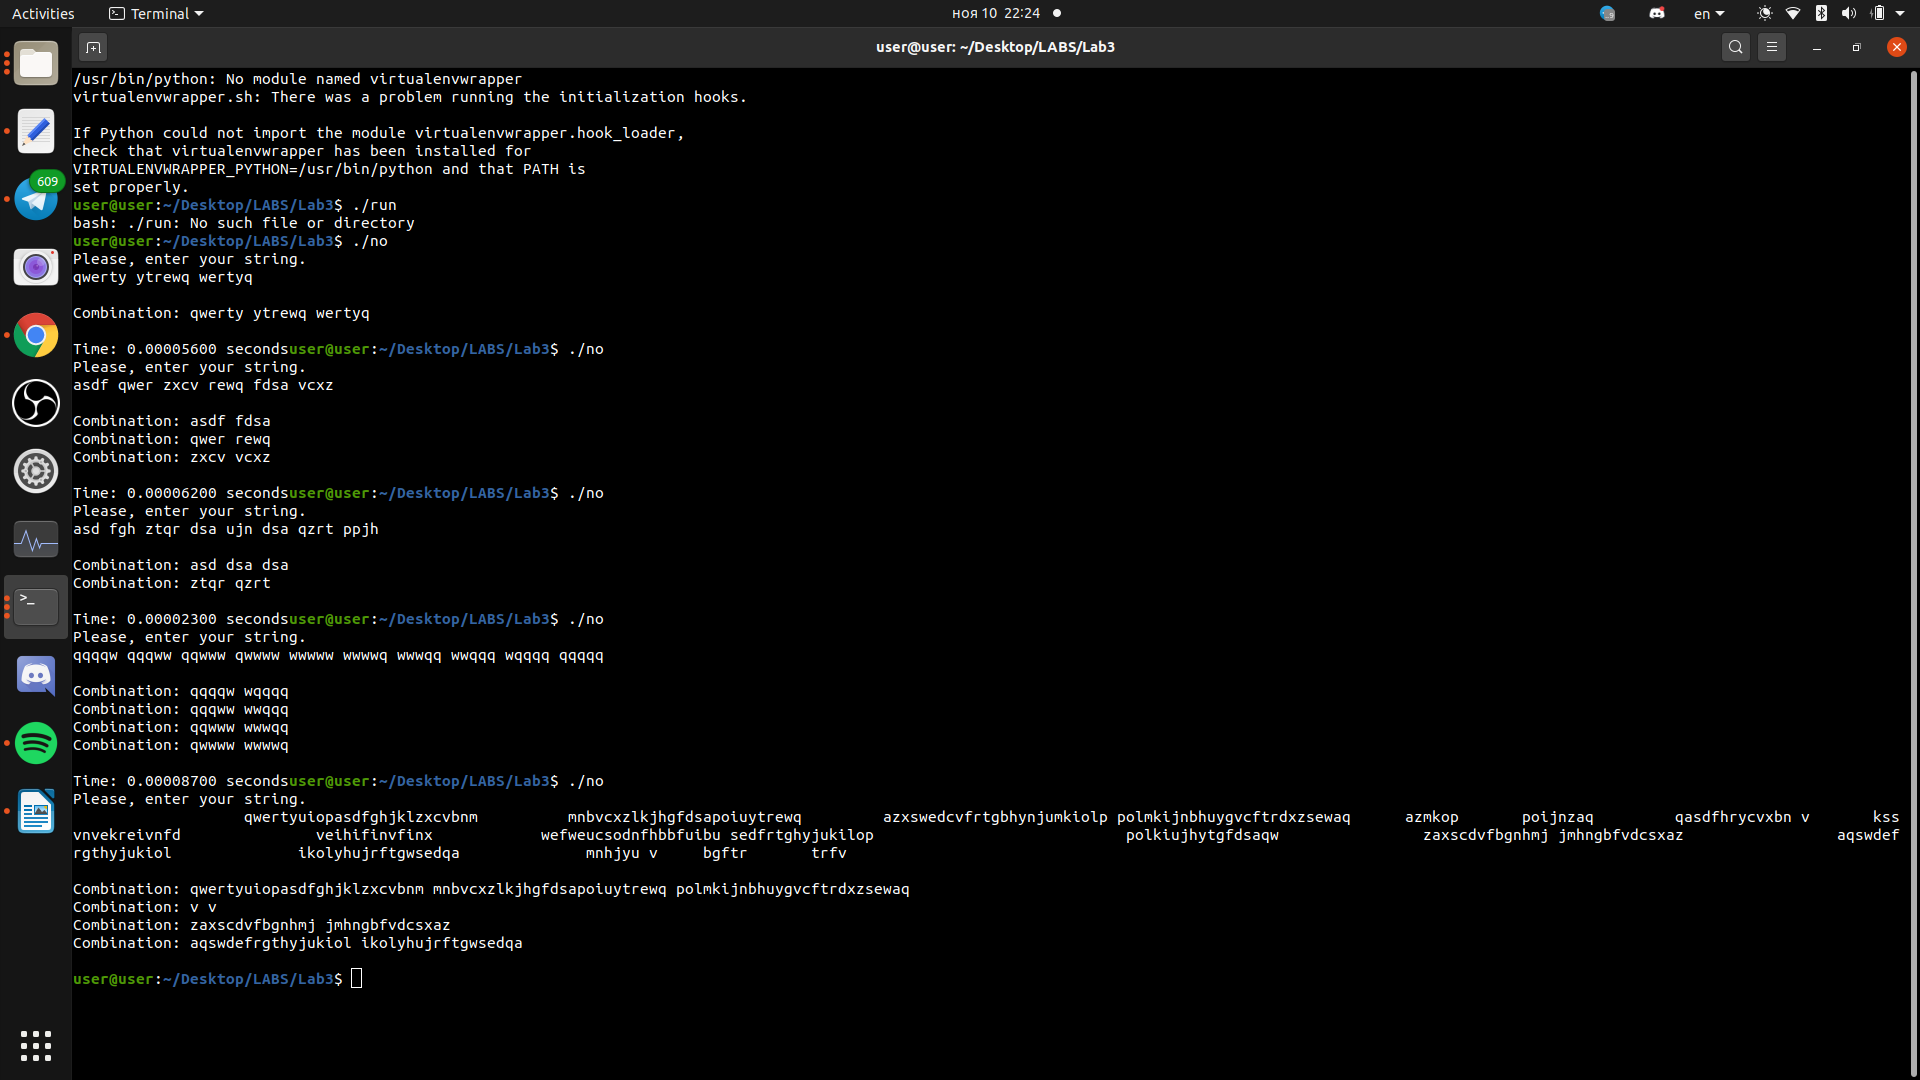 Activities Terminal ноя 10 22:24 en
user@user: ~/Desktop/LABS/Lab3
/usr/bin/python: No module named virtualenvwrapper
virtualenvwrapper.sh: There was a problem running the initialization hooks.
If Python could not import the module virtualenvwrapper.hook_loader,
check that virtualenvwrapper has been installed for
VIRTUALENVWRAPPER_PYTHON=/usr/bin/python and that PATH is
set properly.
609
user@user:~/Desktop/LABS/Lab3$ ./run
bash: ./run: No such file or directory
user@user:~/Desktop/LABS/Lab3$ ./no
Please, enter your string.
qwerty ytrewq wertyq
Combination: qwerty ytrewq wertyq
Time: 0.00005600 secondsuser@user:~/Desktop/LABS/Lab3$ ./no
Please, enter your string.
asdf qwer zxcv rewq fdsa vcxz
Combination: asdf fdsa
Combination: qwer rewq
Combination: zxcv vcxz
Time: 0.00006200 secondsuser@user:~/Desktop/LABS/Lab3$ ./no
Please, enter your string.
asd fgh ztqr dsa ujn dsa qzrt ppjh
Combination: asd dsa dsa
Combination: ztqr qzrt
Time: 0.00002300 secondsuser@user:~/Desktop/LABS/Lab3$ ./no
Please, enter your string.
qqqqw qqqww qqwww qwwww wwwww wwwwq wwwqq wwqqq wqqqq qqqqq
Combination: qqqqw wqqqq
Combination: qqqww wwqqq
Combination: qqwww wwwqq
Combination: qwwww wwwwq
Time: 0.00008700 secondsuser@user:~/Desktop/LABS/Lab3$ ./no
Please, enter your string.
qwertyuiopasdfghjklzxcvbnm mnbvcxzlkjhgfdsapoiuytrewq azxswedcvfrtgbhynjumkiolp polmkijnbhuygvcftrdxzsewaq azmkop poijnzaq qasdfhrycvxbn v kss
vnvekreivnfd veihifinvfinx wefweucsodnfhbbfuibu sedfrtghyjukilop polkiujhytgfdsaqw zaxscdvfbgnhmj jmhngbfvdcsxaz aqswdef
rgthyjukiol ikolyhujrftgwsedqa mnhjyu v bgftr trfv
Combination: qwertyuiopasdfghjklzxcvbnm mnbvcxzlkjhgfdsapoiuytrewq polmkijnbhuygvcftrdxzsewaq
Combination: v v
Combination: zaxscdvfbgnhmj jmhngbfvdcsxaz
Combination: aqswdefrgthyjukiol ikolyhujrftgwsedqa
user@user:~/Desktop/LABS/Lab3$